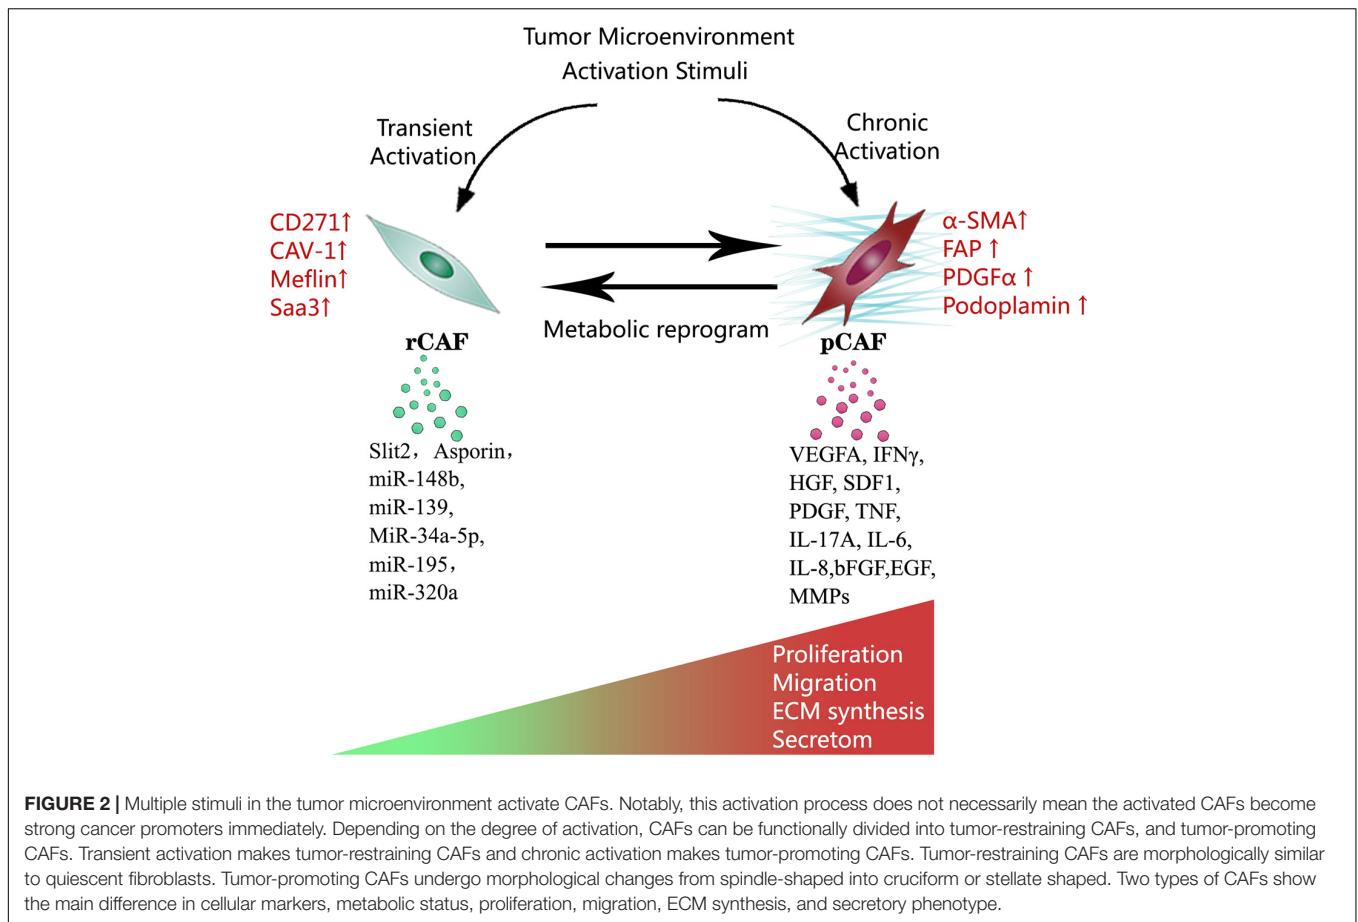 Tumor Microenvironment
Activation Stimuli
Transient
Activation
Chronic
Activation
CD271↑
CAV-1↑
Meflin↑
Saa3↑
α-SMA↑
FAP ↑
PDGFα ↑
Podoplamin ↑
Metabolic reprogram
rCAF
pCAF
Slit2， Asporin，
miR-148b,
miR-139,
MiR-34a-5p,
miR-195，
miR-320a
VEGFA, IFNγ,
HGF, SDF1,
PDGF, TNF,
IL-17A, IL-6,
IL-8,bFGF,EGF,
MMPs
Proliferation
Migration
ECM synthesis
Secretom
FIGURE 2 | Multiple stimuli in the tumor microenvironment activate CAFs. Notably, this activation process does not necessarily mean the activated CAFs become
strong cancer promoters immediately. Depending on the degree of activation, CAFs can be functionally divided into tumor-restraining CAFs, and tumor-promoting
CAFs. Transient activation makes tumor-restraining CAFs and chronic activation makes tumor-promoting CAFs. Tumor-restraining CAFs are morphologically similar
to quiescent fibroblasts. Tumor-promoting CAFs undergo morphological changes from spindle-shaped into cruciform or stellate shaped. Two types of CAFs show
the main difference in cellular markers, metabolic status, proliferation, migration, ECM synthesis, and secretory phenotype.